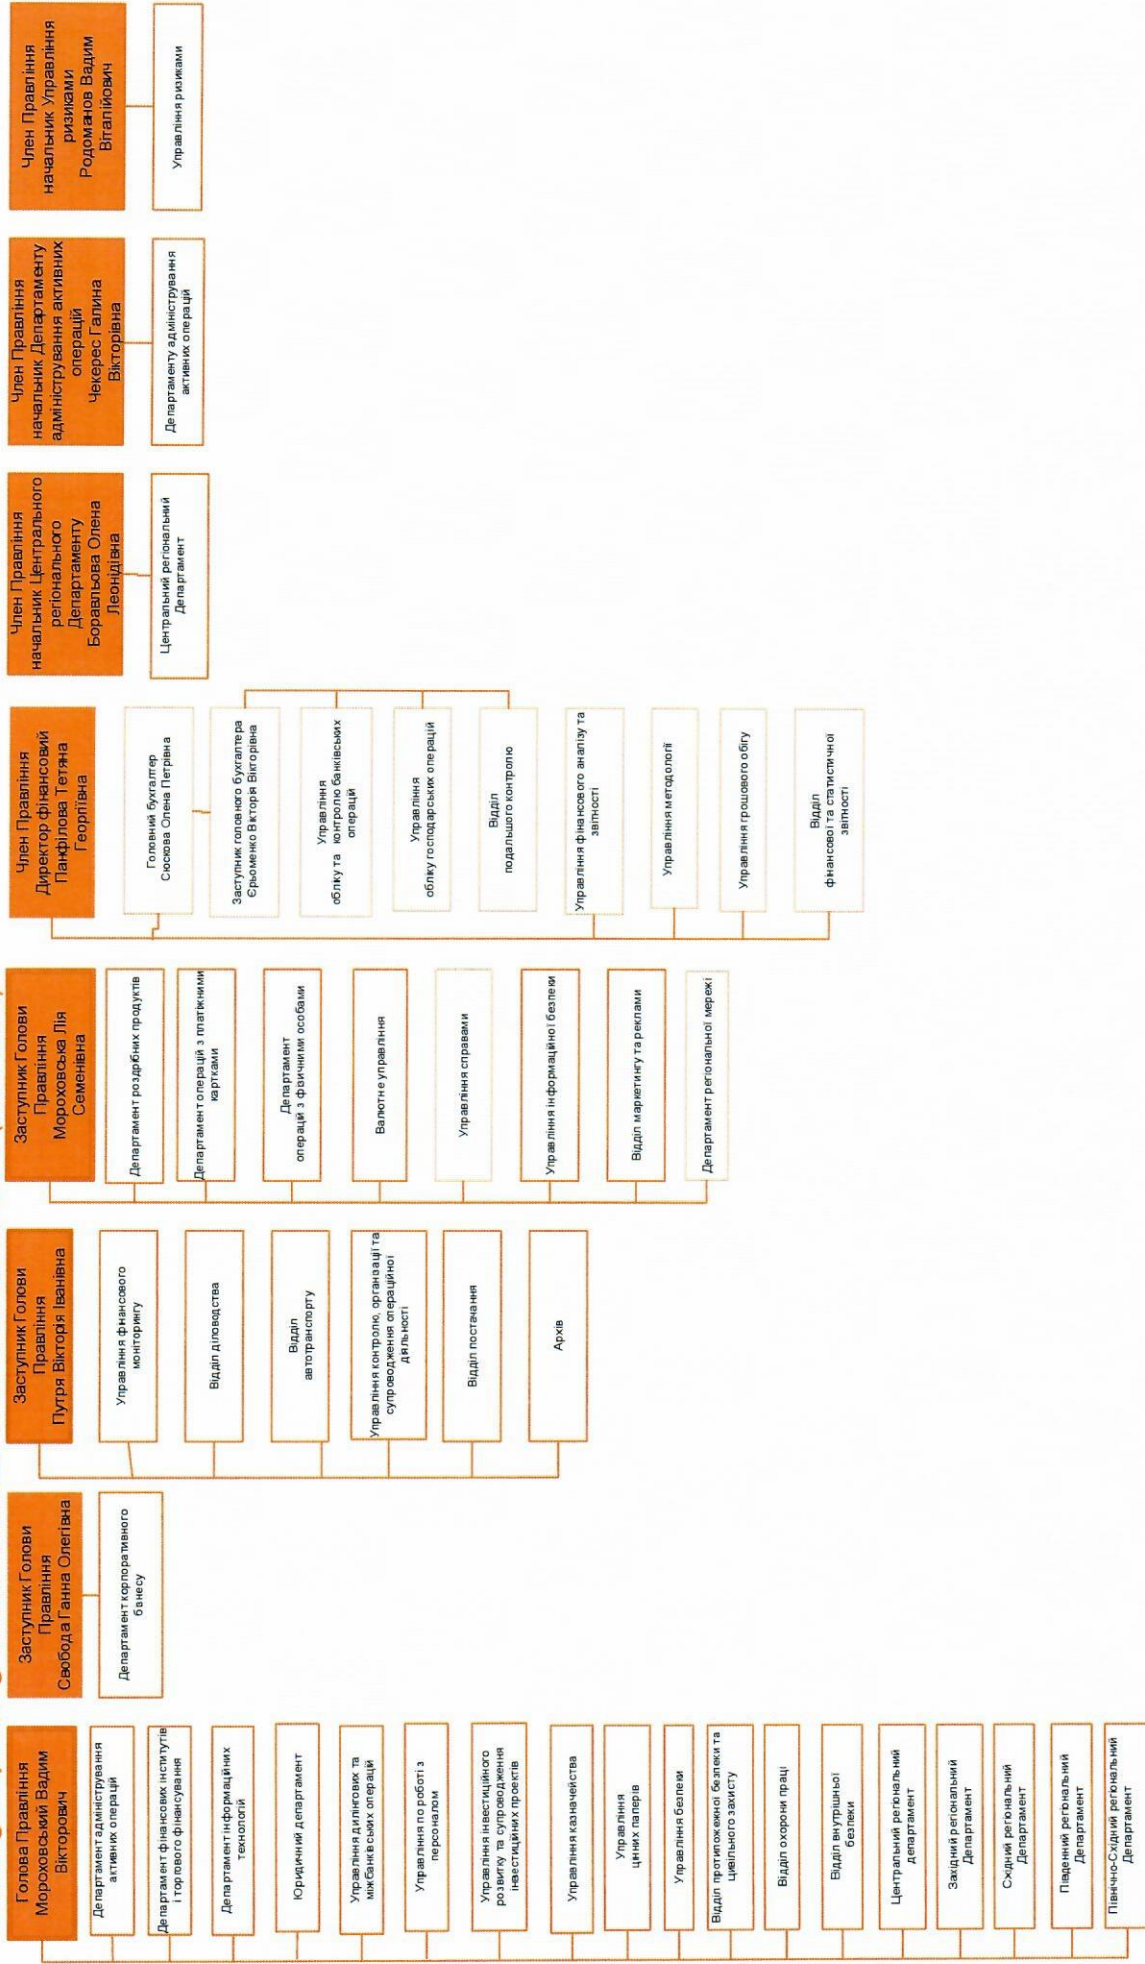 Голова Правління
Мороховський Вадим
Вікторович
Департамент адміністрування
активних операцій
Департамент фінансових інститутів
і торгового фінансування
Департамент інформаційних
технологій
Юридичний департамент
Управління дилінгових та
міжбанківських операцій
Управління по роботі з
персоналом
Управління інвестиційного
розвитку та супроводження
інвестиційних проектів
Управління казначейства
Управління
цінних паперів
Управління безпеки
Відділ протипожежної безпеки та
цивільного захисту
Відділ охорони праці
Відділ внутрішньої
безпеки
Центральний регіональний
департамент
Західний регіональний
Департамент
Східний регіональний
Департамент
Південний регіональний
Департамент
Північно-Східний регіональний
Департамент
Заступник Голови
Правління
Свобода Ганна Олегівна
Департамент корпоративного
бізнесу
Заступник Голови
Правління
Путря Вікторія Іванівна
Управління фінансового
моніторингу
Відділ діловодства
Відділ
автотранспорту
Управління контролю, організації та
супроводження операційної
діяльності
Відділ постачання
Архів
Заступник Голови
Правління
Мороховська Лія
Семенівна
Департамент роздрібних продуктів
Департамент операцій з платіжними
картками
Департамент
операцій з фізичними особами
Валютне управління
Управління справами
Управління інформаційної безпеки
Відділ маркетингу та реклами
Департамент регіональної мережі
Член Правління
Директор фінансовий
Панфілова Тетяна
Георгіївна
Головний бухгалтер
Сюскова Олена Петрівна
Заступник головного бухгалтера
Єрьоменко Вікторія Вікторівна
Управління
обліку та контролю банківських
операцій
Управління
обліку господарських операцій
Відділ
подальшого контролю
Управління фінансового аналізу та
звітності
Управління методології
Управління грошового обігу
Відділ
фінансової та статистичної
звітності
Член Правління
начальник Центрального
регіонального
Департаменту
Боравльова Олена
Леонідівна
Центральний регіональний
Департамент
Член Правління
начальник Департаменту
адміністрування активних
операцій
Чекерес Галина
Вікторівна
Департаменту адміністрування
активних операцій
Член Правління
начальник Управління
ризиками
Родоманов Вадим
Віталійович
Управління ризиками